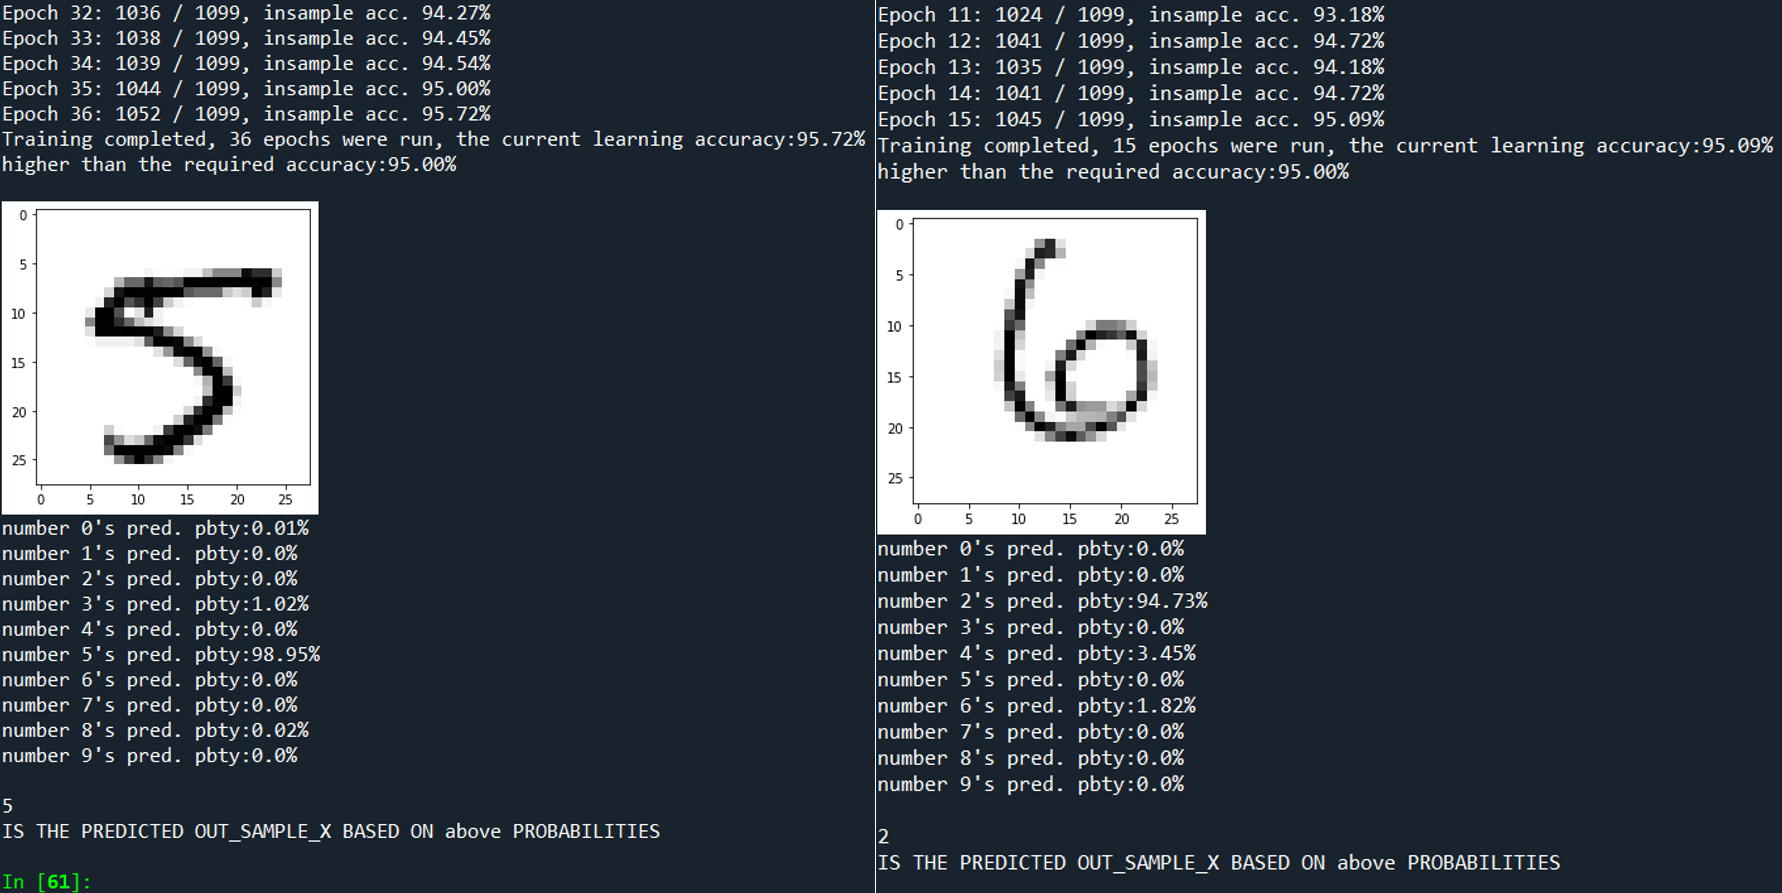 Epoch 32: 1036 / 1099, insample acc. 94.27%
Epoch 33: 1038 / 1099, insample acc. 94.45%
Epoch 34: 1039 / 1099, insample acc. 94.54%
Epoch 35: 1044 / 1099, insample acc. 95.00%
Epoch 36: 1052 / 1099, insample acc. 95.72%
Training completed, 36 epochs were run, the current learning accuracy:95.72%
higher than the required accuracy:95.00%
0
5
10
15
20
25
0 5 10 15 20 25
5
number 0's pred. pbty:0.01%
number 1's pred. pbty:0.0%
number 2's pred. pbty:0.0%
number 3's pred. pbty:1.02%
number 4's pred. pbty:0.0%
number 5's pred. pbty:98.95%
number 6's pred. pbty:0.0%
number 7's pred. pbty:0.0%
number 8's pred. pbty:0.02%
number 9's pred. pbty:0.0%
5
IS THE PREDICTED OUT_SAMPLE_X BASED ON above PROBABILITIES
In [61]:
Epoch 11: 1024 / 1099, insample acc. 93.18%
Epoch 12: 1041 / 1099, insample acc. 94.72%
Epoch 13: 1035 / 1099, insample acc. 94.18%
Epoch 14: 1041 / 1099, insample acc. 94.72%
Epoch 15: 1045 / 1099, insample acc. 95.09%
Training completed, 15 epochs were run, the current learning accuracy:95.09%
higher than the required accuracy:95.00%
0
5
10
15
20
25
0 5 10 15 20 25
6
number 0's pred. pbty:0.0%
number 1's pred. pbty:0.0%
number 2's pred. pbty:94.73%
number 3's pred. pbty:0.0%
number 4's pred. pbty:3.45%
number 5's pred. pbty:0.0%
number 6's pred. pbty:1.82%
number 7's pred. pbty:0.0%
number 8's pred. pbty:0.0%
number 9's pred. pbty:0.0%
2
IS THE PREDICTED OUT_SAMPLE_X BASED ON above PROBABILITIES